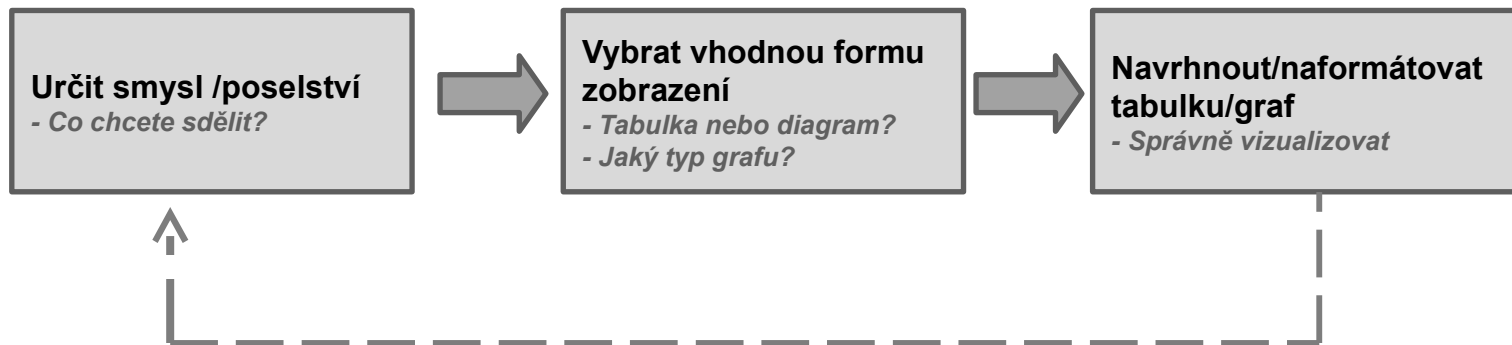 Určit smysl /poselství
- Co chcete sdělit?
Vybrat vhodnou formu
zobrazení
- Tabulka nebo diagram?
- Jaký typ grafu?
Navrhnout/naformátovat
tabulku/graf
- Správně vizualizovat